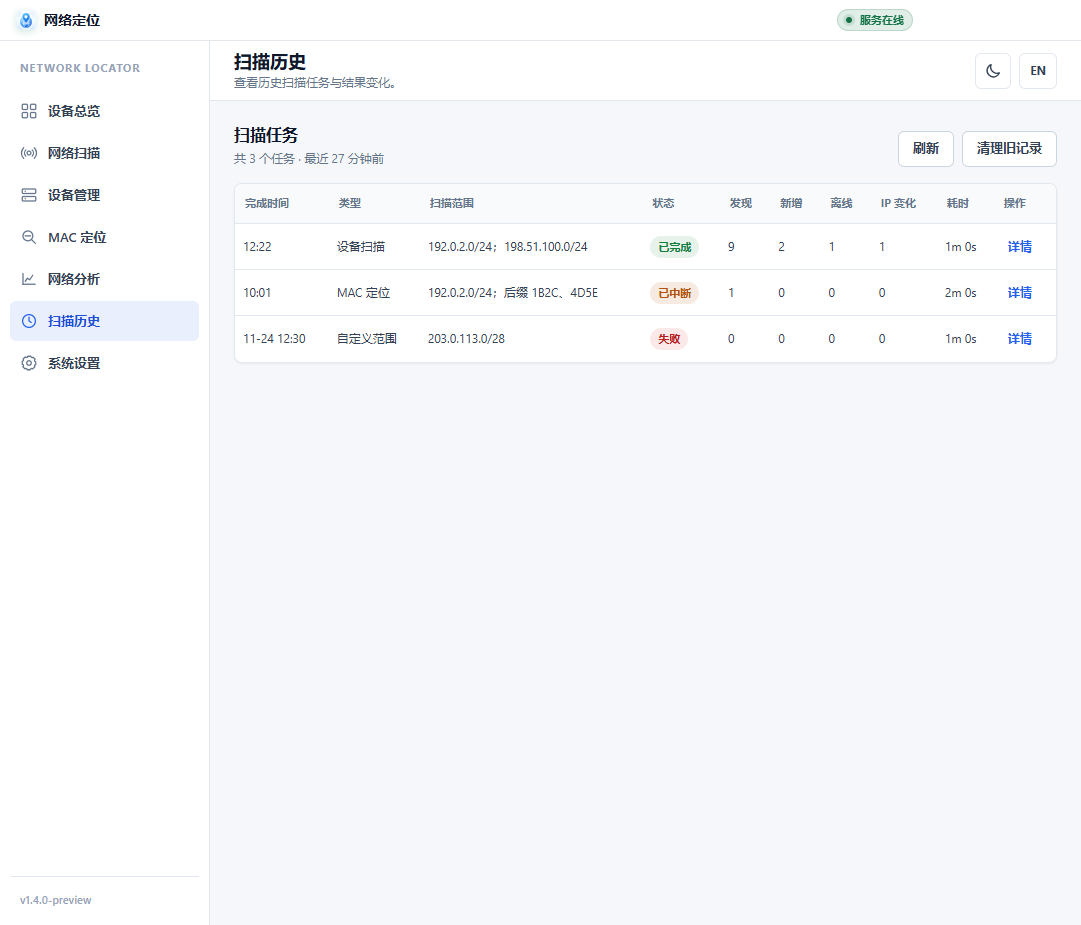 网络定位
服务在线
NETWORK LOCATOR
设备总览
网络扫描
设备管理
MAC 定位
网络分析
扫描历史
系统设置
v1.4.0-preview
扫描历史
查看历史扫描任务与结果变化。
EN
扫描任务
共 3 个任务 · 最近 27 分钟前
刷新 清理旧记录
完成时间 类型 扫描范围 状态 发现 新增 离线 IP 变化 耗时 操作
12:22 设备扫描 192.0.2.0/24；198.51.100.0/24 已完成 9 2 1 1 1m 0s 详情
10:01 MAC 定位 192.0.2.0/24；后缀 1B2C、4D5E 已中断 1 0 0 0 2m 0s 详情
11-24 12:30 自定义范围 203.0.113.0/28 失败 0 0 0 0 1m 0s 详情